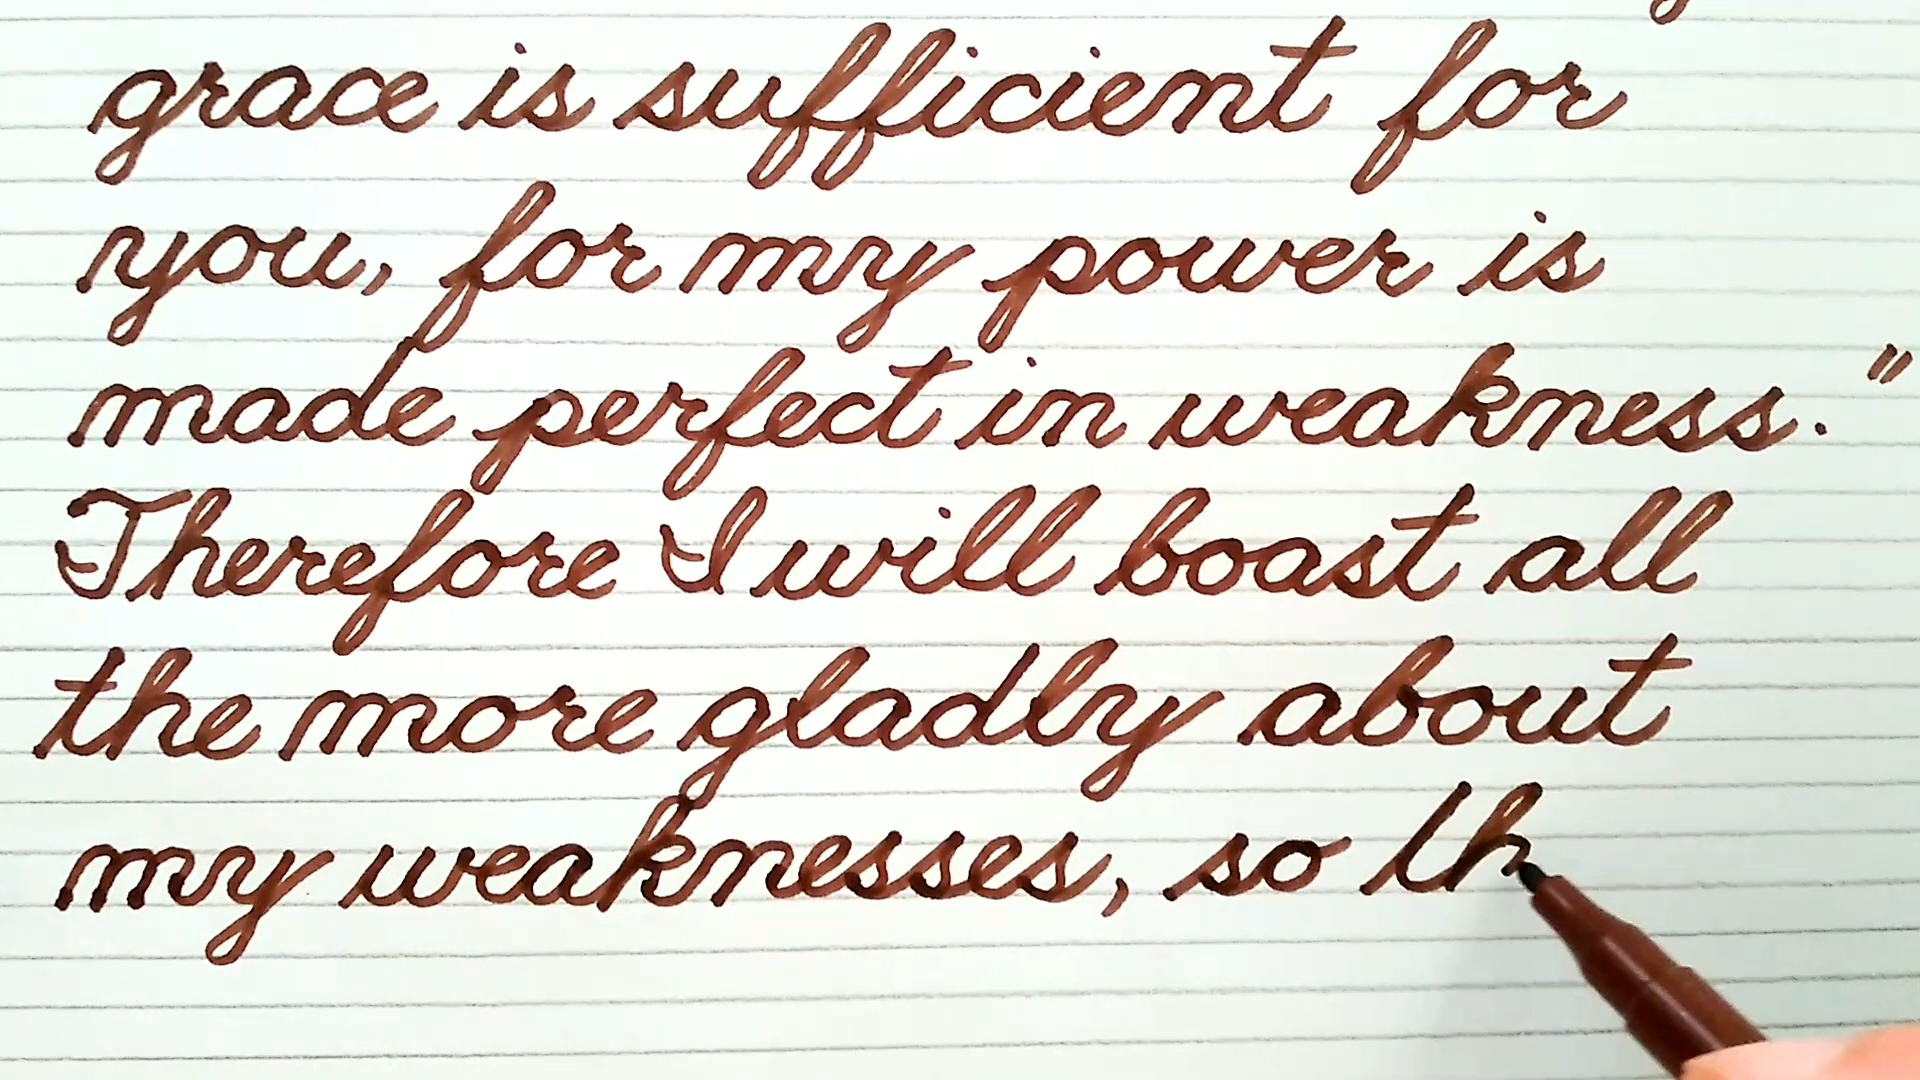 grace is sufficient for
you, for my power is
made perfect in weakness."
Therefore I will boast all
the more gladly about
my weaknesses, so th